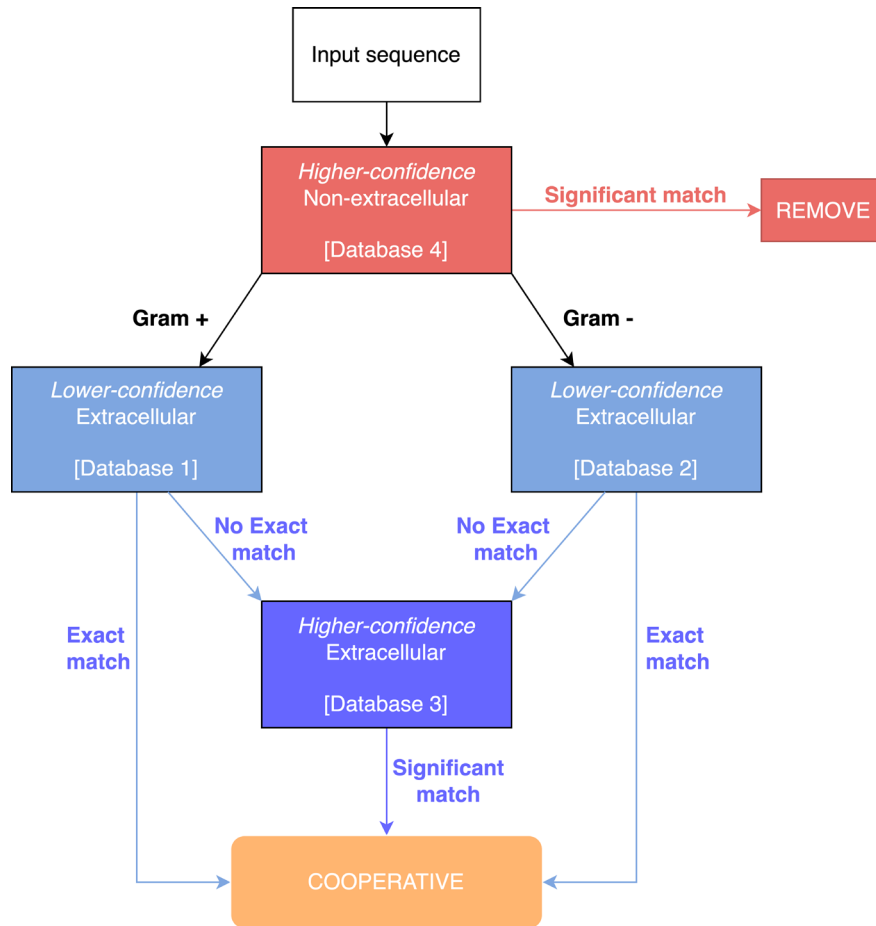 Input sequence
Higher-confidence
Non-extracellular
[Database 4]
Significant match
REMOVE
Gram +
Gram -
Lower-confidence
Extracellular
[Database 1]
Lower-confidence
Extracellular
[Database 2]
No Exact
match
No Exact
match
Exact
match
Higher-confidence
Extracellular
[Database 3]
Exact
match
Significant
match
COOPERATIVE